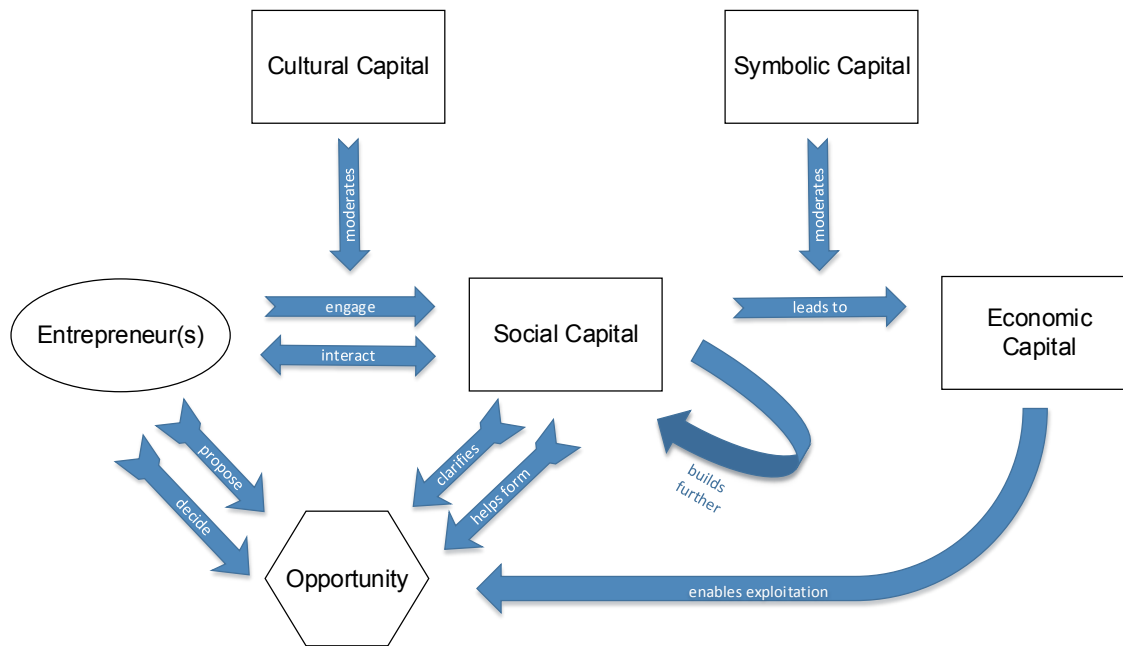 Cultural Capital
Symbolic Capital
moderates
moderates
Entrepreneur(s)
engage
interact
Social Capital
leads to
Economic
Capital
propose
decide
clarifies
helps form
builds
further
Opportunity
enables exploitation